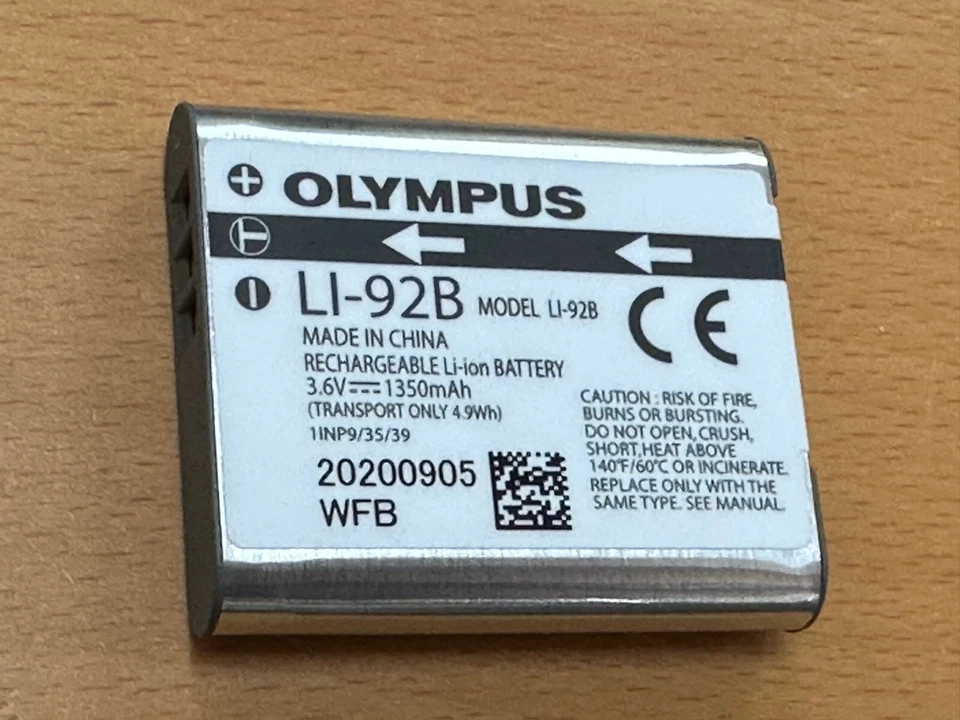 OLYMPUS
LI-92B MODEL LI-92B
MADE IN CHINA
RECHARGEABLE Li-ion BATTERY
3.6V⎓1350mAh
(TRANSPORT ONLY 4.9Wh)
1INP9/35/39
20200905
WFB
CE
CAUTION : RISK OF FIRE,
BURNS OR BURSTING.
DO NOT OPEN, CRUSH,
SHORT, HEAT ABOVE
140°F/60°C OR INCINERATE.
REPLACE ONLY WITH THE
SAME TYPE. SEE MANUAL.